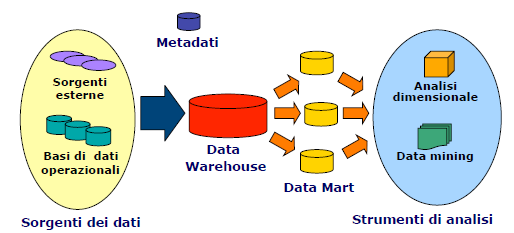 Metadati
Sorgenti
esterne
Basi di dati
operazionali
Sorgenti dei dati
Data
Warehouse
Data Mart
Analisi
dimensionale
Data mining
Strumenti di analisi